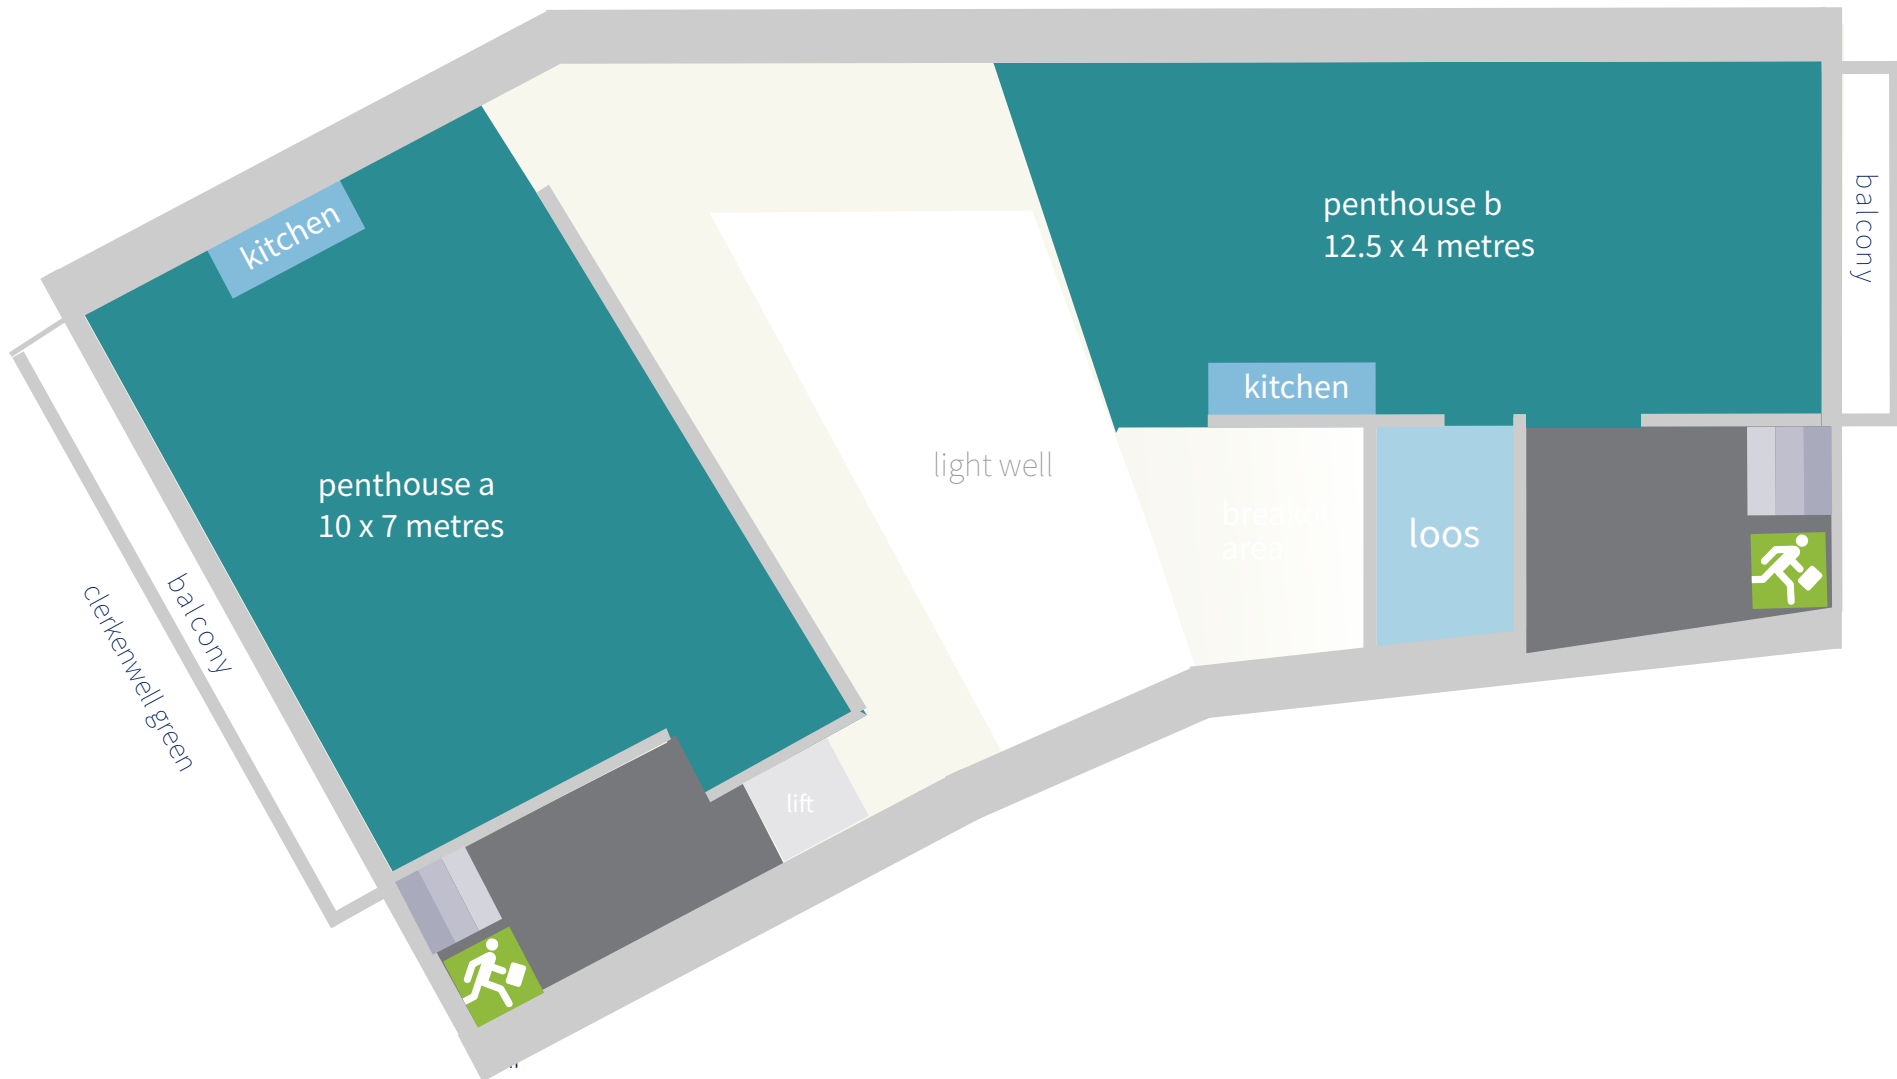 kitchen
penthouse a
10 x 7 metres
balcony
clerkenwell green
lift
light well
penthouse b
12.5 x 4 metres
kitchen
area
loos
balcony